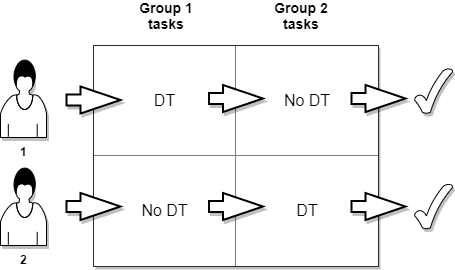 Group 1
tasks
Group 2
tasks
DT
No DT
1
No DT
DT
2